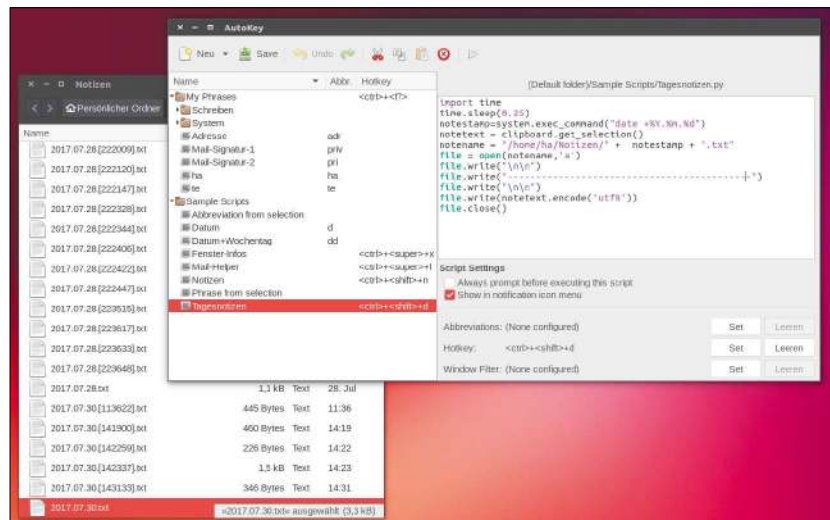 AutoKey
Neu Save Undo
Name Abbr. Hotkey
My Phrases <ctrl>+<f7>
Schreiben
System
Adresse adr
Mail-Signatur-1 priv
Mail-Signatur-2 pri
ha ha
te te
Sample Scripts
Abbreviation from selection
Datum d
Datum+Wochentag dd
Fenster-Infos <ctrl>+<super>+x
Mail-Helper <ctrl>+<super>+l
Notizen <ctrl>+<shift>+n
Phrase from selection
Tagesnotizen <ctrl>+<shift>+d
(Default folder)/Sample Scripts/Tagesnotizen.py
import time
time.sleep(0.25)
notestamp=system.exec_command("date +%Y.%m.%d")
notetext = clipboard.get_selection()
notename = "/home/ha/Notizen/" + notestamp + ".txt"
file = open(notename,'a')
file.write("\n\n")
file.write("-------------------------------------------")
file.write("\n\n")
file.write(notetext.encode('utf8'))
file.close()
Script Settings
Always prompt before executing this script
Show in notification icon menu
Abbreviations: (None configured) Set Leeren
Hotkey: <ctrl>+<shift>+d Set Leeren
Window Filter: (None configured) Set Leeren
Notizen
Persönlicher Ordner
Name
2017.07.28.[222009].txt
2017.07.28.[222120].txt
2017.07.28.[222147].txt
2017.07.28.[222328].txt
2017.07.28.[222344].txt
2017.07.28.[222406].txt
2017.07.28.[222422].txt
2017.07.28.[222447].txt
2017.07.28.[223515].txt
2017.07.28.[223617].txt
2017.07.28.[223633].txt
2017.07.28.[223648].txt
2017.07.28.txt 1,1 kB Text 28. Jul
2017.07.30.[113622].txt 445 Bytes Text 11:36
2017.07.30.[141900].txt 460 Bytes Text 14:19
2017.07.30.[142259].txt 226 Bytes Text 14:22
2017.07.30.[142337].txt 1,5 kB Text 14:23
2017.07.30.[143133].txt 346 Bytes Text 14:31
2017.07.30.txt »2017.07.30.txt« ausgewählt (3,3 kB)